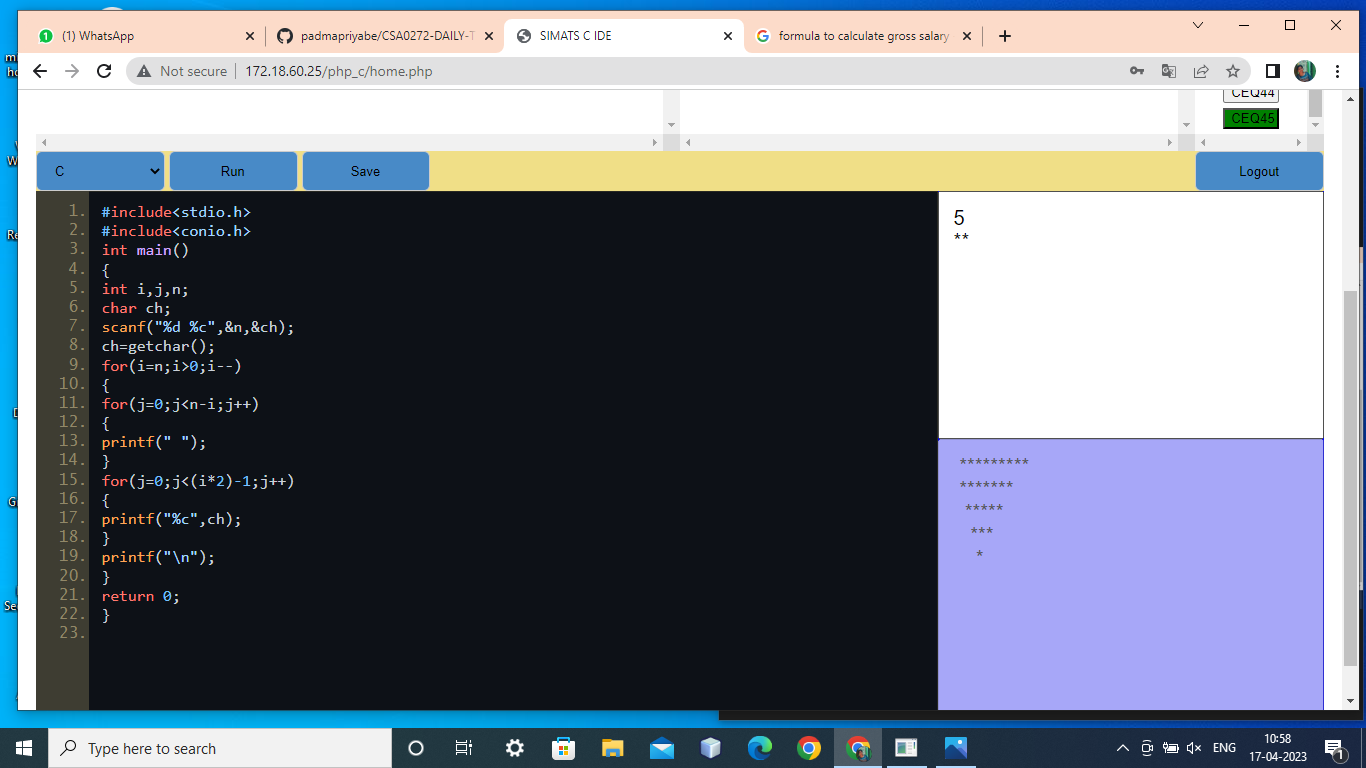 (1) WhatsApp
padmapriyabe/CSA0272-DAILY-T
SIMATS C IDE
formula to calculate gross salary
Not secure
172.18.60.25/php_c/home.php
CEQ44
CEQ45
C
Run
Save
Logout
1. #include<stdio.h>
2. #include<conio.h>
3. int main()
4. {
5. int i,j,n;
6. char ch;
7. scanf("%d %c",&n,&ch);
8. ch=getchar();
9. for(i=n;i>0;i--)
10. {
11. for(j=0;j<n-i;j++)
12. {
13. printf(" ");
14. }
15. for(j=0;j<(i*2)-1;j++)
16. {
17. printf("%c",ch);
18. }
19. printf("\n");
20. }
21. return 0;
22. }
23.
5
**
*********
*******
*****
***
*
Type here to search
ENG
10:58
17-04-2023
1